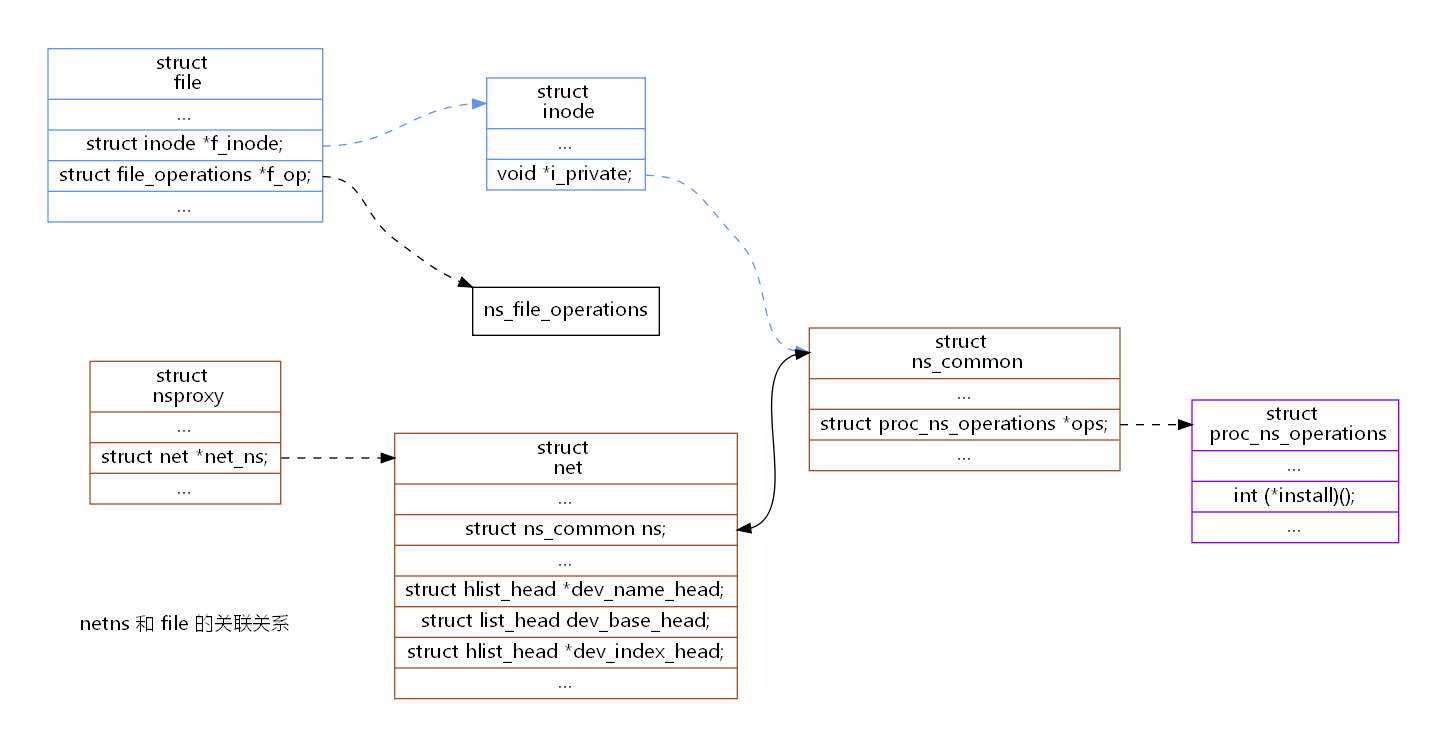 struct
file
...
struct inode *f_inode;
struct file_operations *f_op;
...
struct
inode
...
void *i_private;
ns_file_operations
struct
nsproxy
...
struct net *net_ns;
...
struct
net
...
struct ns_common ns;
...
struct hlist_head *dev_name_head;
struct list_head dev_base_head;
struct hlist_head *dev_index_head;
...
struct
ns_common
...
struct proc_ns_operations *ops;
...
struct
proc_ns_operations
...
int (*install)();
...
netns 和 file 的关联关系